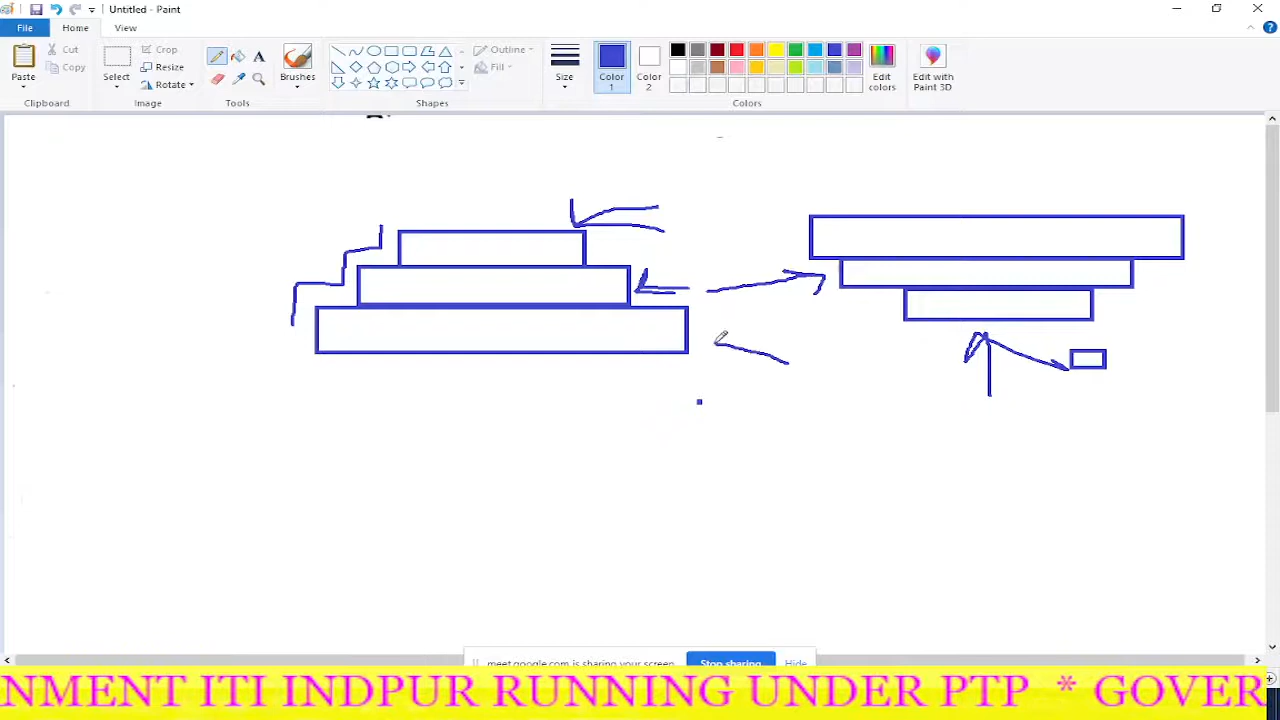 Untitled - Paint
File Home View
Paste Cut Copy Select Crop Resize Rotate A Brushes Outline Fill Size Color 1 Color 2 Edit colors Edit with Paint 3D
Clipboard Image Tools Shapes Colors
meet.google.com is sharing your screen. Stop sharing Hide
NMENT ITI INDPUR RUNNING UNDER PTP * GOVER